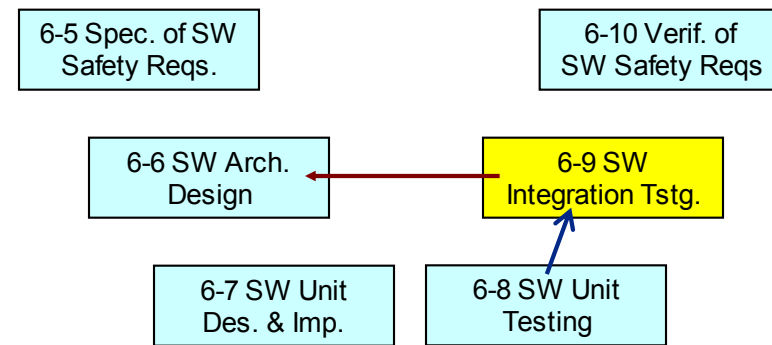 6-5 Spec. of SW
Safety Reqs.
6-10 Verif. of
SW Safety Reqs
6-6 SW Arch.
Design
6-9 SW
Integration Tstg.
6-7 SW Unit
Des. & Imp.
6-8 SW Unit
Testing